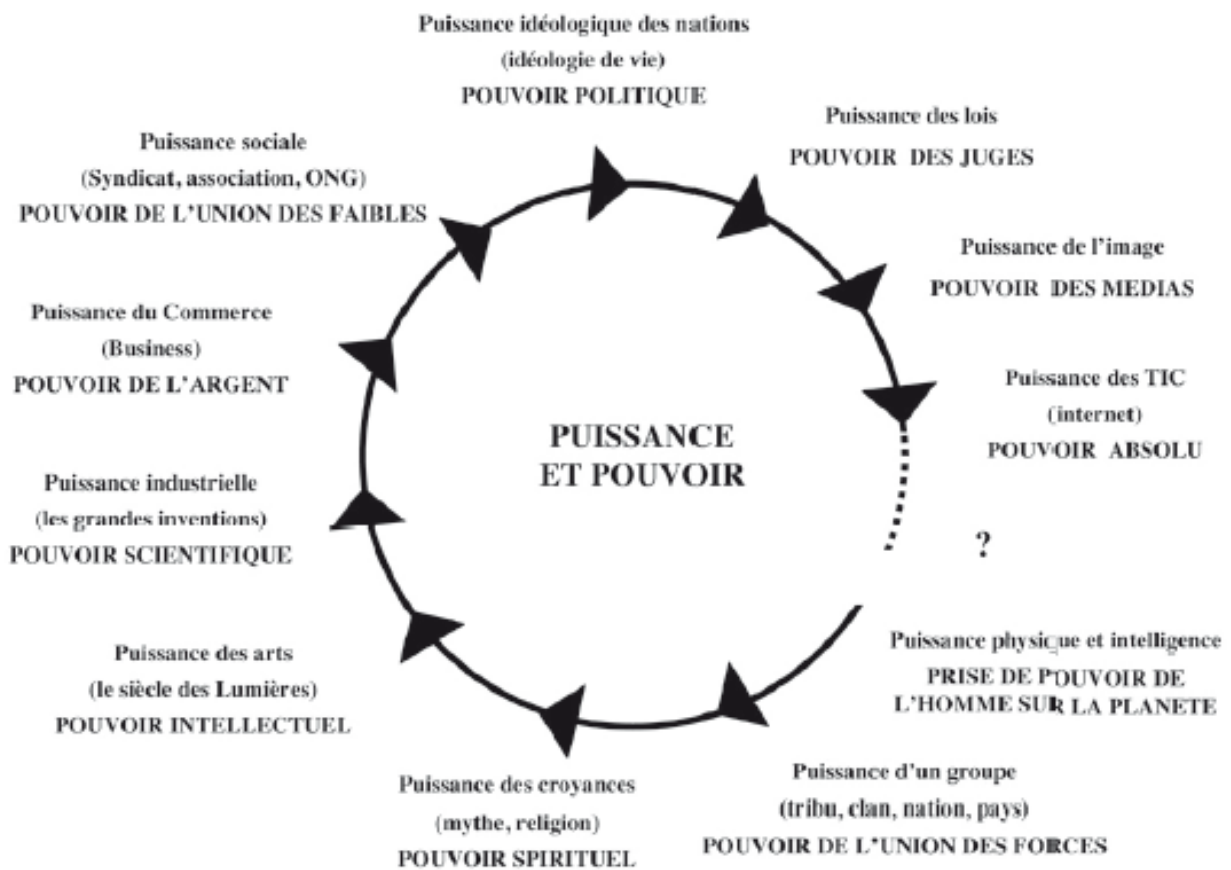 Puissance idéologique des nations
(idéologie de vie)
POUVOIR POLITIQUE
Puissance des lois
POUVOIR DES JUGES
Puissance de l'image
POUVOIR DES MEDIAS
Puissance des TIC
(internet)
POUVOIR ABSOLU
?
Puissance physique et intelligence
PRISE DE POUVOIR DE
L'HOMME SUR LA PLANETE
Puissance d'un groupe
(tribu, clan, nation, pays)
POUVOIR DE L'UNION DES FORCES
Puissance des croyances
(mythe, religion)
POUVOIR SPIRITUEL
Puissance des arts
(le siècle des Lumières)
POUVOIR INTELLECTUEL
Puissance industrielle
(les grandes inventions)
POUVOIR SCIENTIFIQUE
Puissance du Commerce
(Business)
POUVOIR DE L'ARGENT
Puissance sociale
(Syndicat, association, ONG)
POUVOIR DE L'UNION DES FAIBLES
PUISSANCE
ET POUVOIR